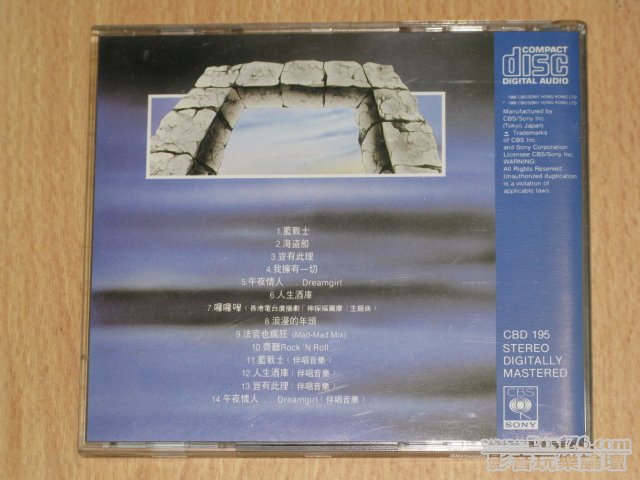 COMPACT
disc
DIGITAL AUDIO
Manufactured by
CBS/Sony Inc.
(Tokyo Japan)
Trademarks
of CBS Inc.
and Sony Corporation
Licensee CBS/Sony Inc.
WARNING:
All Rights Reserved.
Unauthorized duplication
is a violation of
applicable laws.
1.藍戰士
2.海盜船
3.豈有此理
4.我擁有一切
5.午夜情人...... Dreamgirl
6.人生酒庫
7.囉囉哩(香港電台廣播劇「神探福爾摩」主題曲)
8.浪漫的年頭
9.法官也瘋狂(Mad-Mad Mix)
10.齊聽Rock 'N Roll ...
11.藍戰士(伴唱音樂)
12.人生酒庫(伴唱音樂)
13.豈有此理(伴唱音樂)
14.午夜情人...... Dreamgirl(伴唱音樂)
CBD 195
STEREO
DIGITALLY
MASTERED
CBS
SONY
www.post76.com
影音玩樂論壇